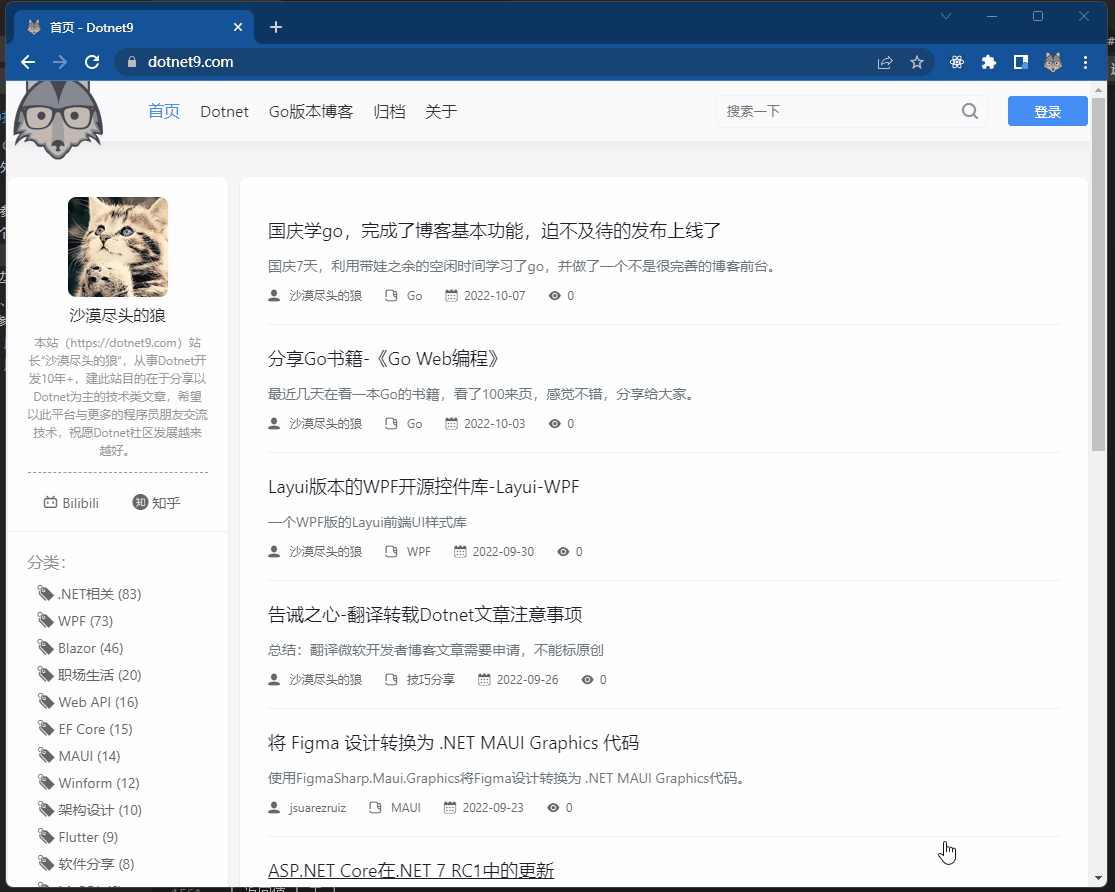 首页 - Dotnet9
dotnet9.com
首页 Dotnet Go版本博客 归档 关于 搜索一下 登录
沙漠尽头的狼
本站（https://dotnet9.com）站
长“沙漠尽头的狼”，从事Dotnet开
发10年+，建此站目的在于分享以
Dotnet为主的技术类文章，希望
以此平台与更多的程序员朋友交流
技术，祝愿Dotnet社区发展越来
越好。
Bilibili 知 知乎
分类：
.NET相关 (83)
WPF (73)
Blazor (46)
职场生活 (20)
Web API (16)
EF Core (15)
MAUI (14)
Winform (12)
架构设计 (10)
Flutter (9)
软件分享 (8)
国庆学go，完成了博客基本功能，迫不及待的发布上线了
国庆7天，利用带娃之余的空闲时间学习了go，并做了一个不是很完善的博客前台。
沙漠尽头的狼 Go 2022-10-07 0
分享Go书籍-《Go Web编程》
最近几天在看一本Go的书籍，看了100来页，感觉不错，分享给大家。
沙漠尽头的狼 Go 2022-10-03 0
Layui版本的WPF开源控件库-Layui-WPF
一个WPF版的Layui前端UI样式库
沙漠尽头的狼 WPF 2022-09-30 0
告诫之心-翻译转载Dotnet文章注意事项
总结：翻译微软开发者博客文章需要申请，不能标原创
沙漠尽头的狼 技巧分享 2022-09-26 0
将 Figma 设计转换为 .NET MAUI Graphics 代码
使用FigmaSharp.Maui.Graphics将Figma设计转换为 .NET MAUI Graphics代码。
jsuarezruiz MAUI 2022-09-23 0
ASP.NET Core在.NET 7 RC1中的更新